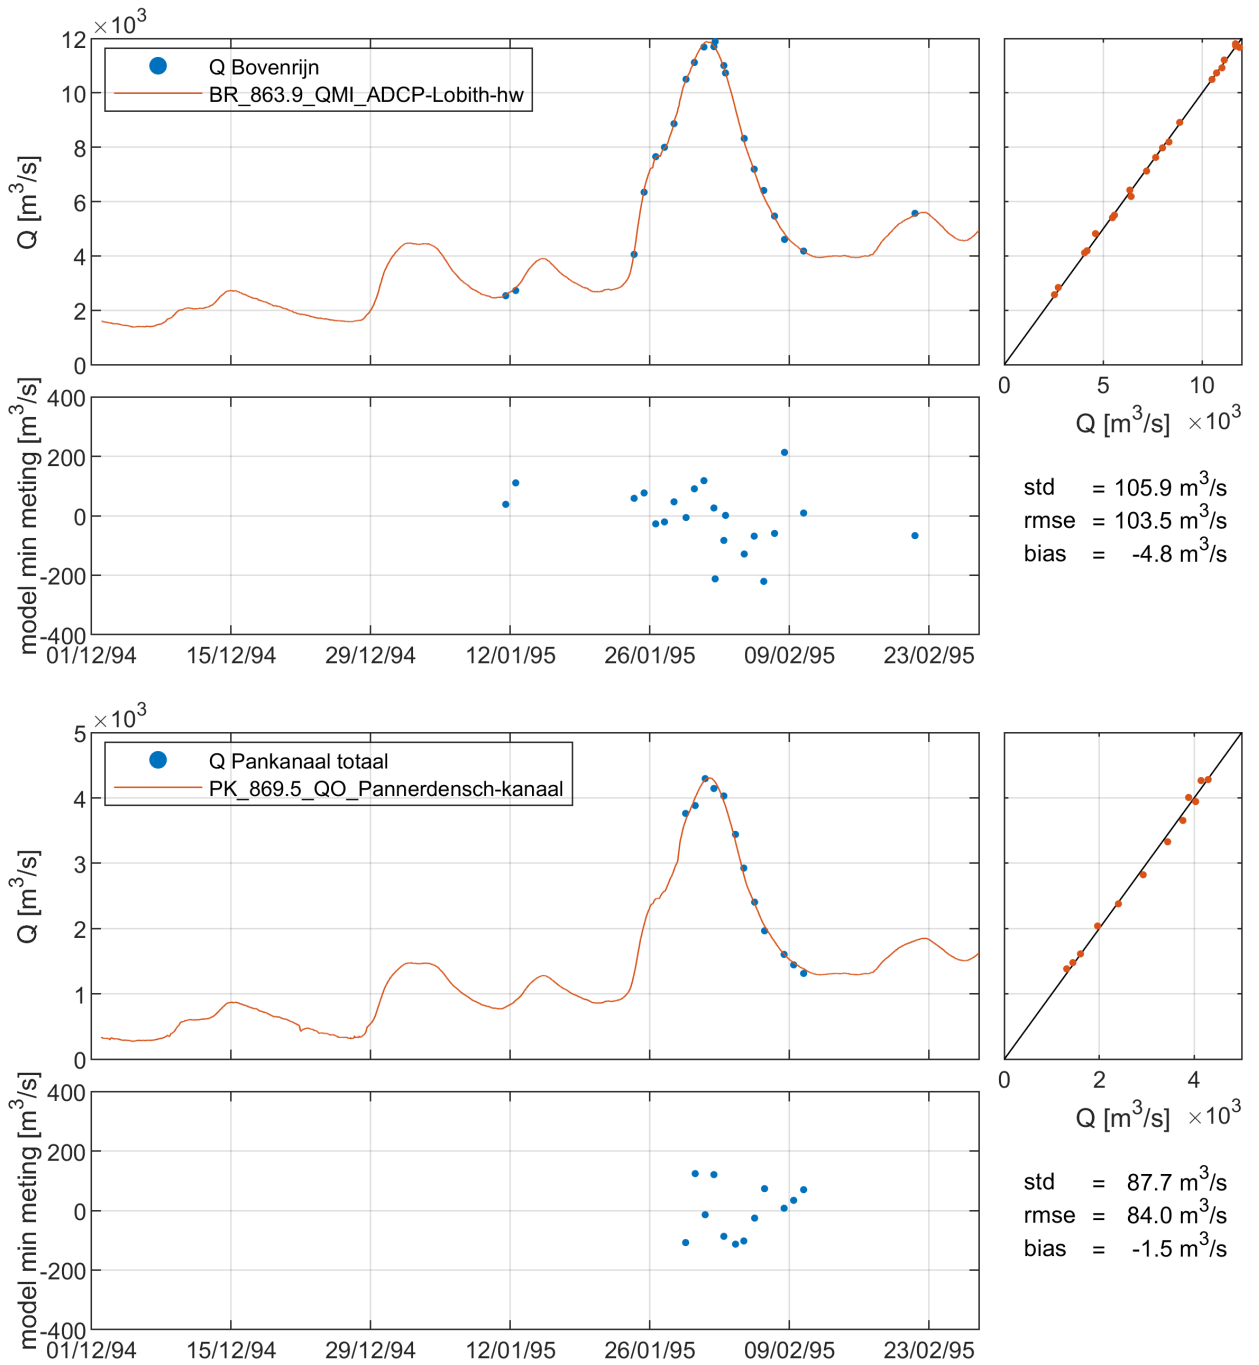 ×10³
12
10
8
6
4
2
0
Q [m³/s]
Q Bovenrijn
BR_863.9_QMI_ADCP-Lobith-hw
0
5
10
Q [m³/s] ×10³
400
200
0
-200
-400
model min meting [m³/s]
01/12/94
15/12/94
29/12/94
12/01/95
26/01/95
09/02/95
23/02/95
std = 105.9 m³/s
rmse = 103.5 m³/s
bias = -4.8 m³/s
×10³
5
4
3
2
1
0
Q [m³/s]
Q Pankanaal totaal
PK_869.5_QO_Pannerdensch-kanaal
0
2
4
Q [m³/s] ×10³
400
200
0
-200
-400
model min meting [m³/s]
01/12/94
15/12/94
29/12/94
12/01/95
26/01/95
09/02/95
23/02/95
std = 87.7 m³/s
rmse = 84.0 m³/s
bias = -1.5 m³/s